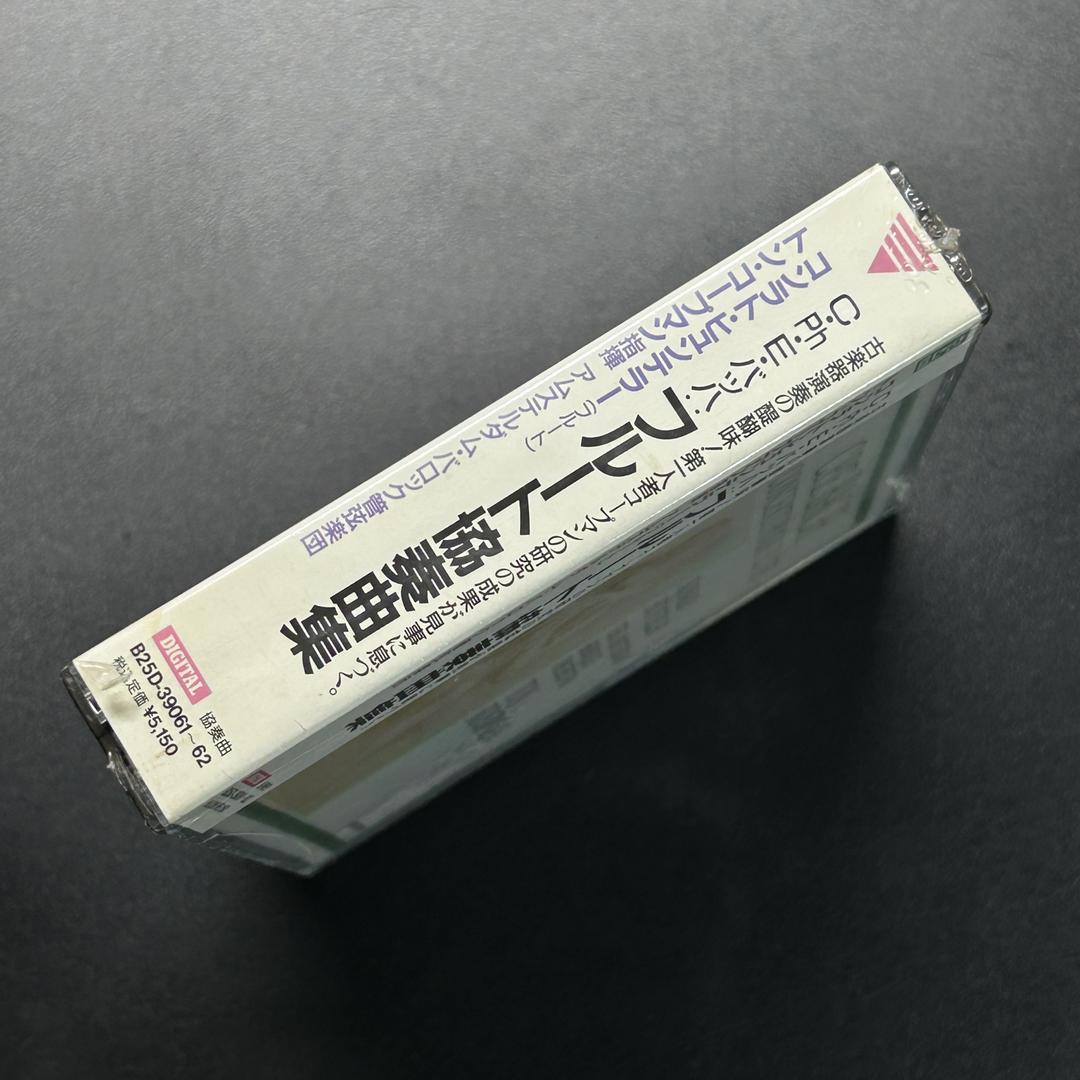 古楽器演奏の醍醐味!第一人者コープマンの研究の成果が見事に息づく。
C・Ph・E・バッハ:フルート協奏曲集
コンラト・ヒュンテラー(フルート)
トン・コープマン指揮 アムステルダム・バロック管弦楽団
DIGITAL 協奏曲
B25D-39061~62
税込定価¥5,150